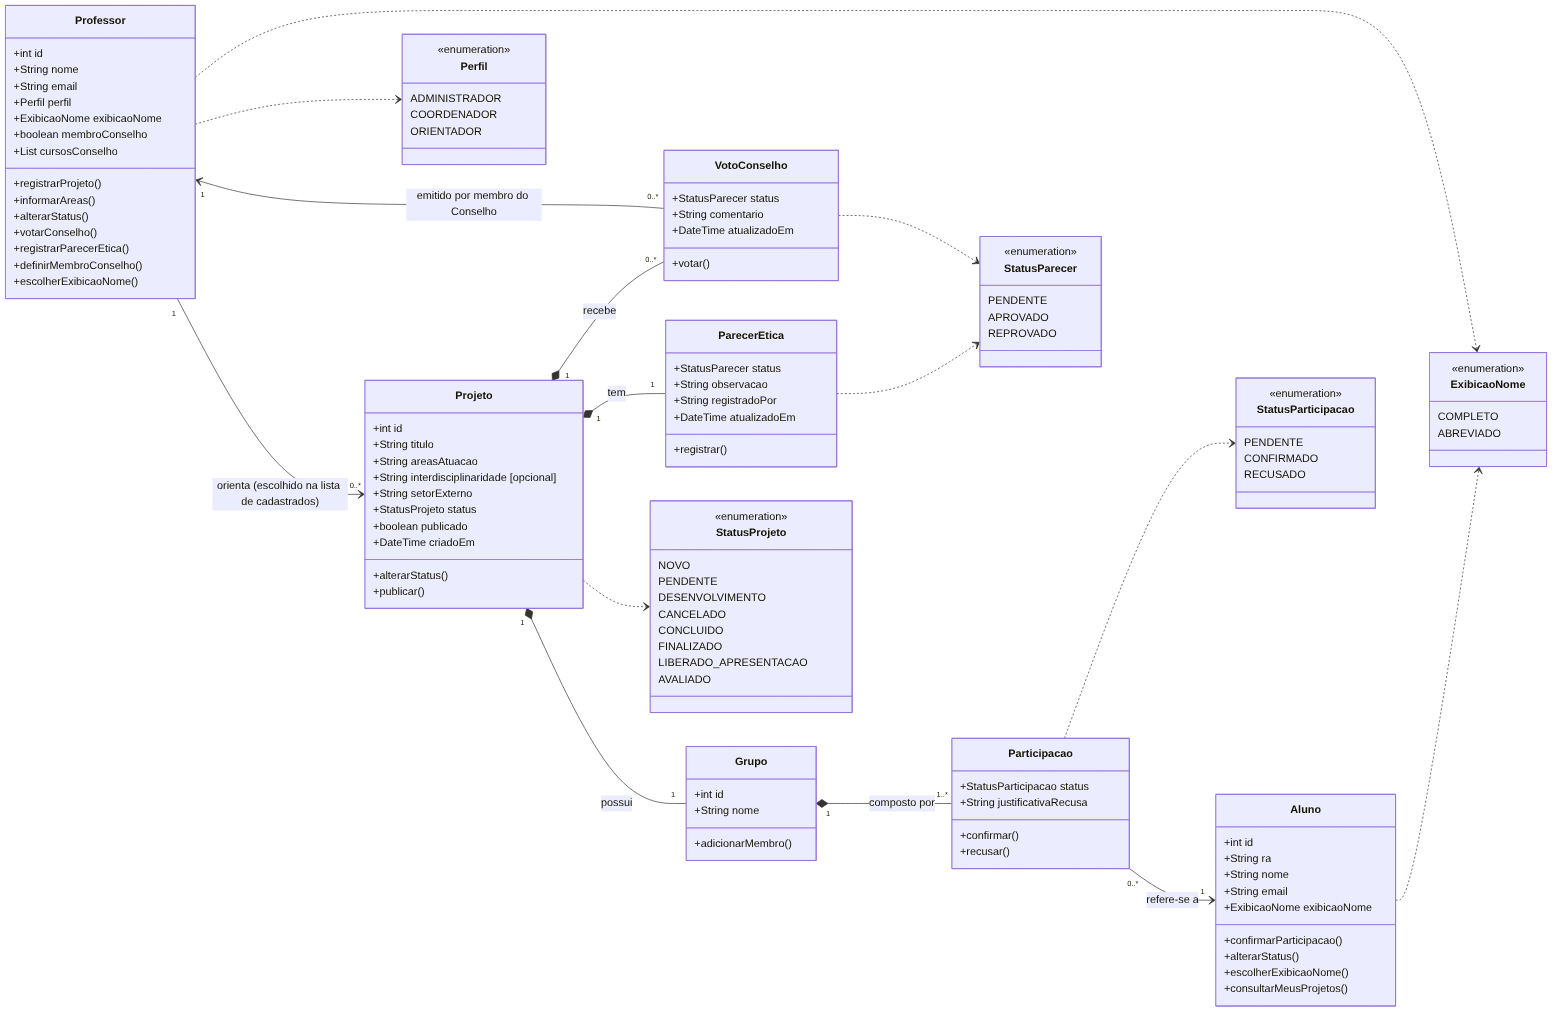 Professor
+int id
+String nome
+String email
+Perfil perfil
+ExibicaoNome exibicaoNome
+boolean membroConselho
+List cursosConselho
+registrarProjeto()
+informarAreas()
+alterarStatus()
+votarConselho()
+registrarParecerEtica()
+definirMembroConselho()
+escolherExibicaoNome()
«enumeration»
Perfil
ADMINISTRADOR
COORDENADOR
ORIENTADOR
1
emitido por membro do
Conselho
0..*
VotoConselho
+StatusParecer status
+String comentario
+DateTime atualizadoEm
+votar()
0..*
recebe
1
«enumeration»
StatusParecer
PENDENTE
APROVADO
REPROVADO
ParecerEtica
+StatusParecer status
+String observacao
+String registradoPor
+DateTime atualizadoEm
+registrar()
1
tem
1
1
orienta (escolhido na lista
de cadastrados)
0..*
Projeto
+int id
+String titulo
+String areasAtuacao
+String interdisciplinaridade [opcional]
+String setorExterno
+StatusProjeto status
+boolean publicado
+DateTime criadoEm
+alterarStatus()
+publicar()
«enumeration»
StatusProjeto
NOVO
PENDENTE
DESENVOLVIMENTO
CANCELADO
CONCLUIDO
FINALIZADO
LIBERADO_APRESENTACAO
AVALIADO
«enumeration»
ExibicaoNome
COMPLETO
ABREVIADO
«enumeration»
StatusParticipacao
PENDENTE
CONFIRMADO
RECUSADO
1
possui
1
Grupo
+int id
+String nome
+adicionarMembro()
1
composto por
1..*
Participacao
+StatusParticipacao status
+String justificativaRecusa
+confirmar()
+recusar()
0..*
refere-se a
1
Aluno
+int id
+String ra
+String nome
+String email
+ExibicaoNome exibicaoNome
+confirmarParticipacao()
+alterarStatus()
+escolherExibicaoNome()
+consultarMeusProjetos()